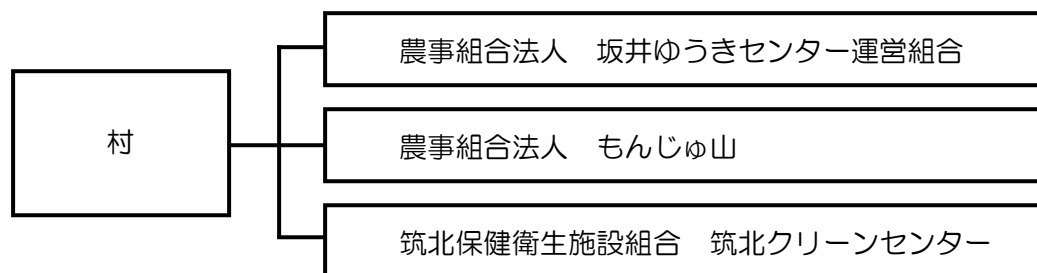 農事組合法人　坂井ゆうきセンター運営組合
村
農事組合法人　もんじゅ山
筑北保健衛生施設組合　筑北クリーンセンター